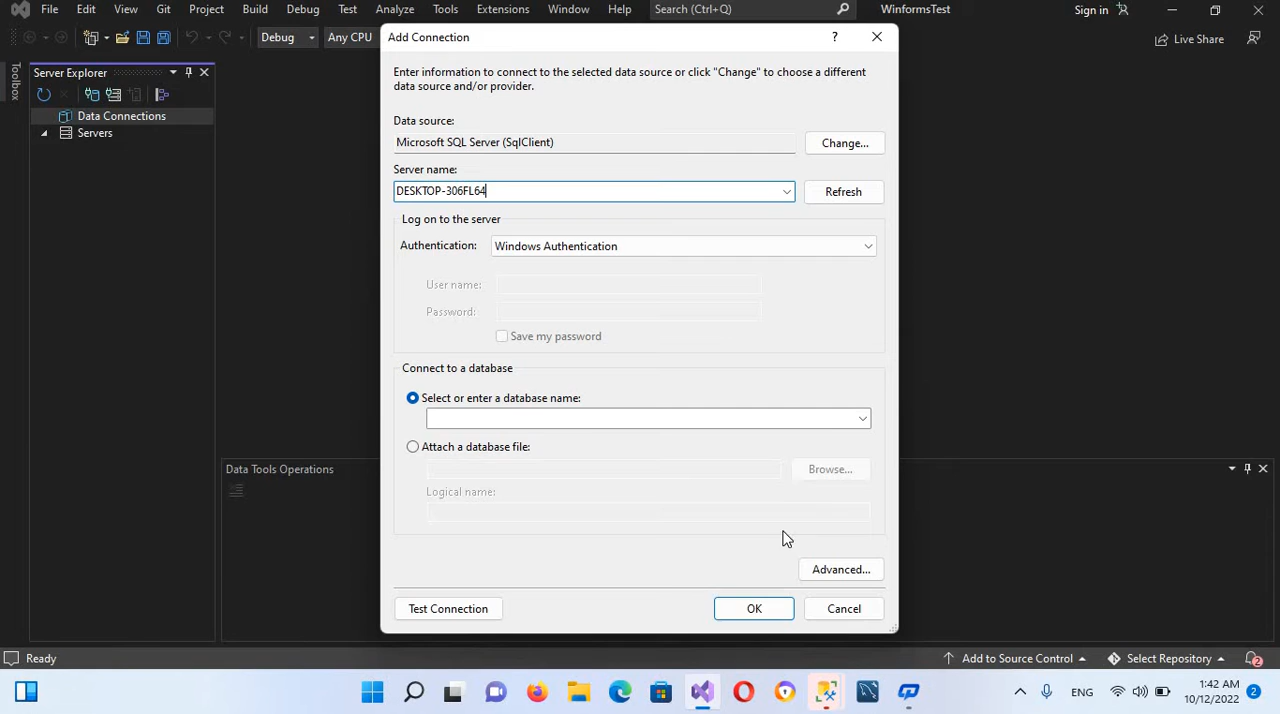 File Edit View Git Project Build Debug Test Analyze Tools Extensions Window Help Search (Ctrl+Q) WinformsTest Sign in
Debug Any CPU Live Share
Toolbox
Server Explorer
Data Connections
Servers
Add Connection ?
Enter information to connect to the selected data source or click "Change" to choose a different
data source and/or provider.
Data source:
Microsoft SQL Server (SqlClient) Change...
Server name:
DESKTOP-306FL64 Refresh
Log on to the server
Authentication: Windows Authentication
User name:
Password:
Save my password
Connect to a database
Select or enter a database name:
Attach a database file:
Browse...
Logical name:
Advanced...
Test Connection OK Cancel
Data Tools Operations
Ready Add to Source Control Select Repository 2
ENG 1:42 AM
10/12/2022 2